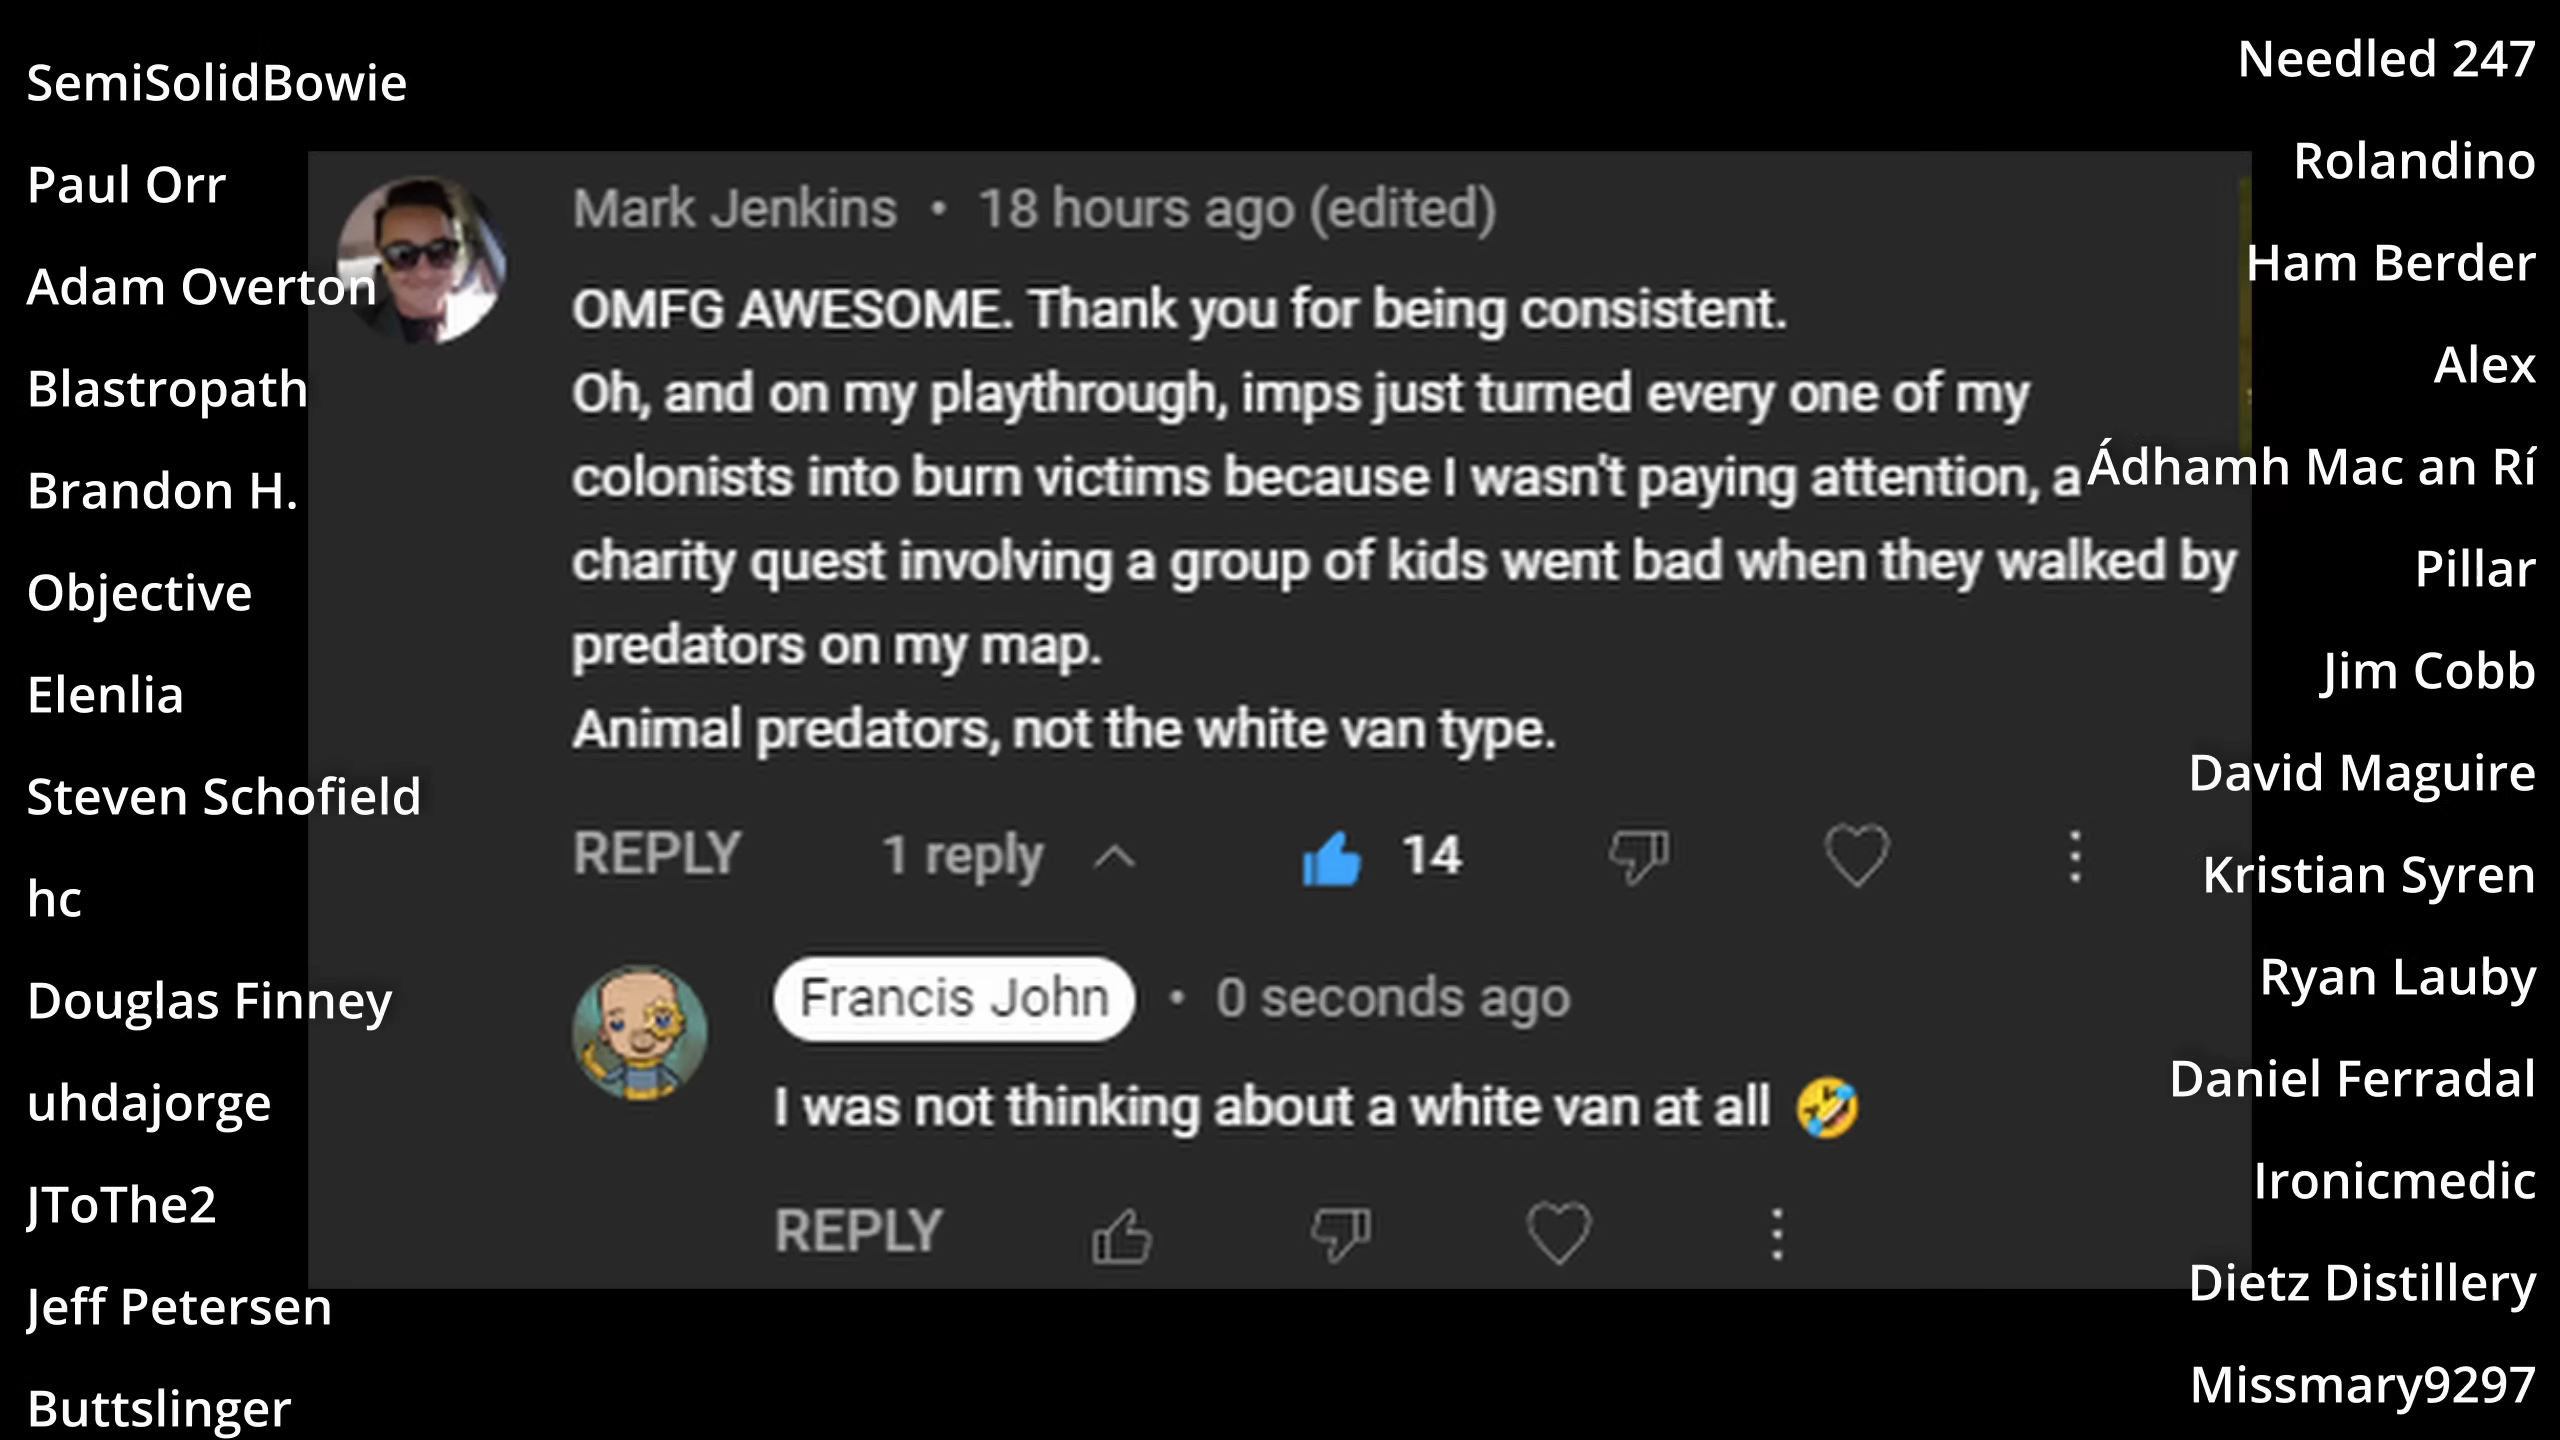 SemiSolidBowie
Paul Orr
Adam Overton
Blastropath
Brandon H.
Objective
Elenlia
Steven Schofield
hc
Douglas Finney
uhdajorge
JToThe2
Jeff Petersen
Buttslinger
Mark Jenkins • 18 hours ago (edited)
OMFG AWESOME. Thank you for being consistent.
Oh, and on my playthrough, imps just turned every one of my
colonists into burn victims because I wasn't paying attention, a
charity quest involving a group of kids went bad when they walked by
predators on my map.
Animal predators, not the white van type.
REPLY 1 reply 14
Francis John • 0 seconds ago
I was not thinking about a white van at all 🤣
REPLY
Needled 247
Rolandino
Ham Berder
Alex
Ádhamh Mac an Rí
Pillar
Jim Cobb
David Maguire
Kristian Syren
Ryan Lauby
Daniel Ferradal
Ironicmedic
Dietz Distillery
Missmary9297